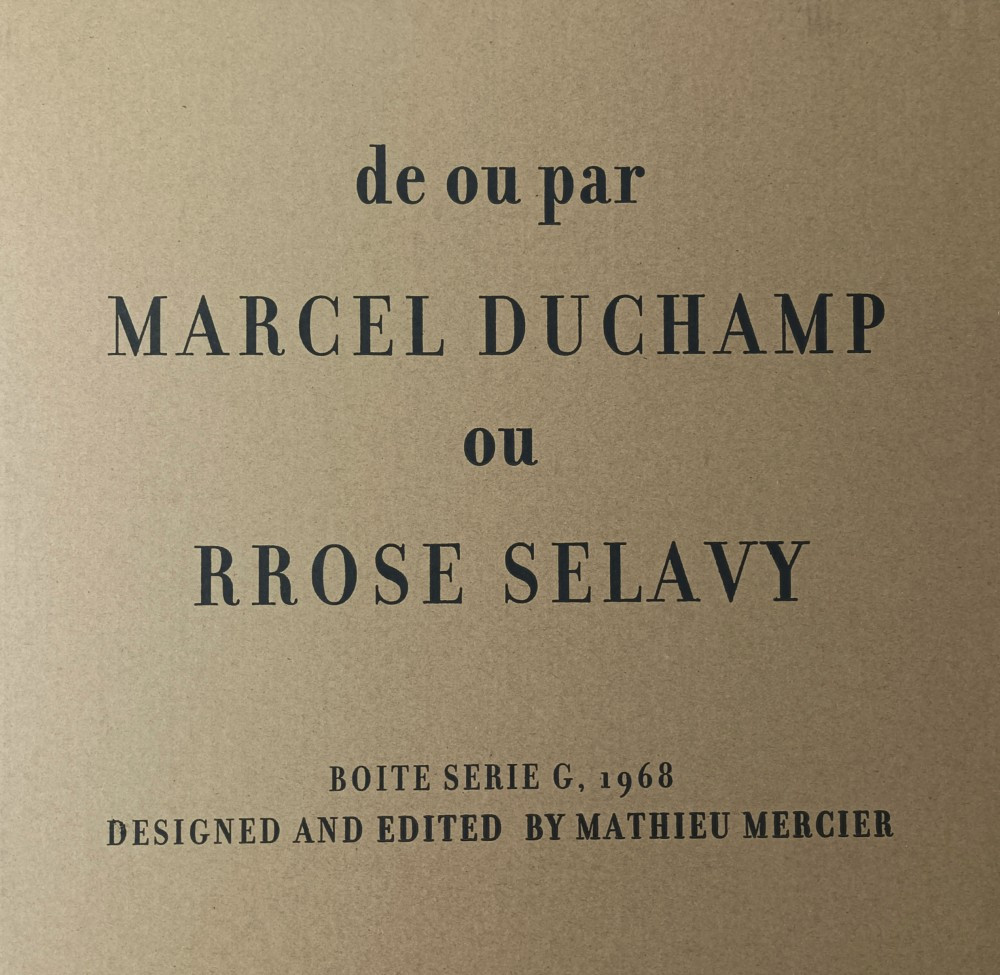 de ou par
MARCEL DUCHAMP
ou
RROSE SELAVY
BOITE SERIE G, 1968
DESIGNED AND EDITED BY MATHIEU MERCIER